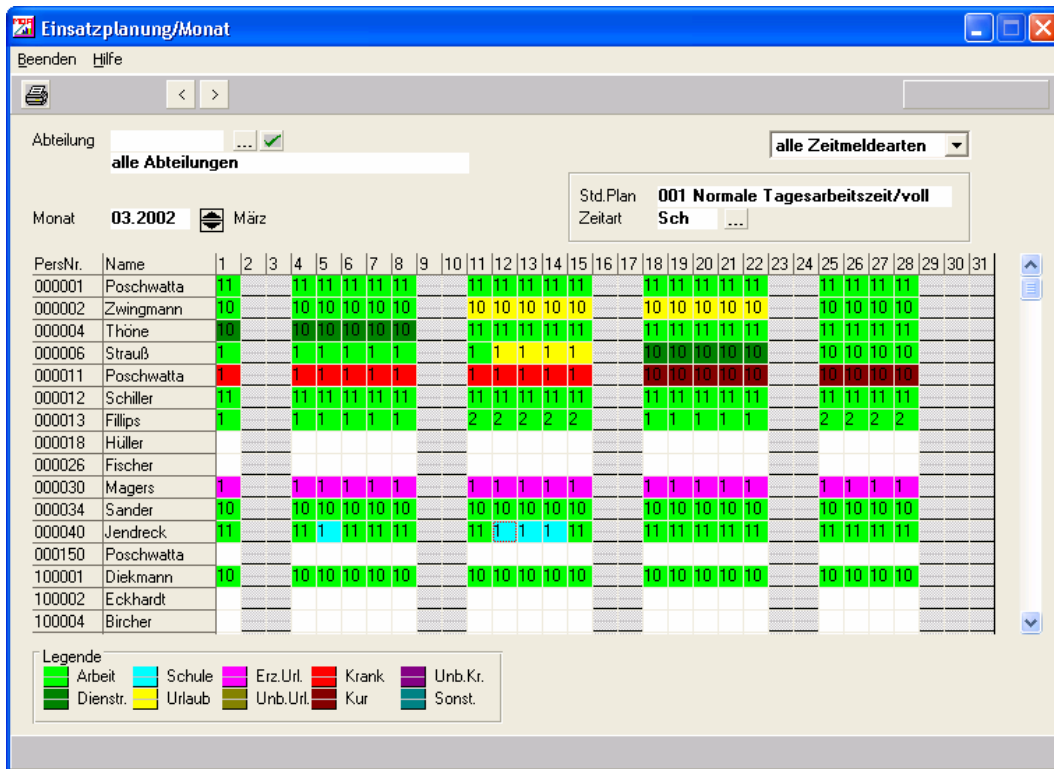 Einsatzplanung/Monat
Beenden Hilfe
< >
Abteilung ...
alle Abteilungen
alle Zeitmeldearten
Std.Plan 001 Normale Tagesarbeitszeit/voll
Monat 03.2002 März
Zeitart Sch ...
PersNr. Name 1 2 3 4 5 6 7 8 9 10 11 12 13 14 15 16 17 18 19 20 21 22 23 24 25 26 27 28 29 30 31
000001 Poschwatta 11 11 11 11 11 11 11 11 11 11 11 11 11 11 11 11 11 11 11 11
000002 Zwingmann 10 10 10 10 10 10 10 10 10 10 10 10 10 10 10 10 10 10 10 10
000004 Thöne 10 10 10 10 10 10 11 11 11 11 11 11 11 11 11 11 11 11 11 11
000006 Strauß 1 1 1 1 1 1 1 1 1 1 1 10 10 10 10 10 10 10 10 10
000011 Poschwatta 1 1 1 1 1 1 1 1 1 1 1 10 10 10 10 10 10 10 10 10
000012 Schiller 11 11 11 11 11 11 11 11 11 11 11 11 11 11 11 11 11 11 11 11
000013 Fillips 1 1 1 1 1 1 2 2 2 2 2 1 1 1 1 1 2 2 2 2
000018 Hüller
000026 Fischer
000030 Magers 1 1 1 1 1 1 1 1 1 1 1 1 1 1 1 1 1 1 1 1
000034 Sander 10 10 10 10 10 10 10 10 10 10 10 10 10 10 10 10 10 10 10 10
000040 Jendreck 11 11 1 11 11 11 11 1 1 1 11 11 11 11 11 11 11 11 11 11
000150 Poschwatta
100001 Diekmann 10 10 10 10 10 10 10 10 10 10 10 10 10 10 10 10 10 10 10 10
100002 Eckhardt
100004 Bircher
Legende
Arbeit Schule Erz.Url. Krank Unb.Kr.
Dienstr. Urlaub Unb.Url. Kur Sonst.